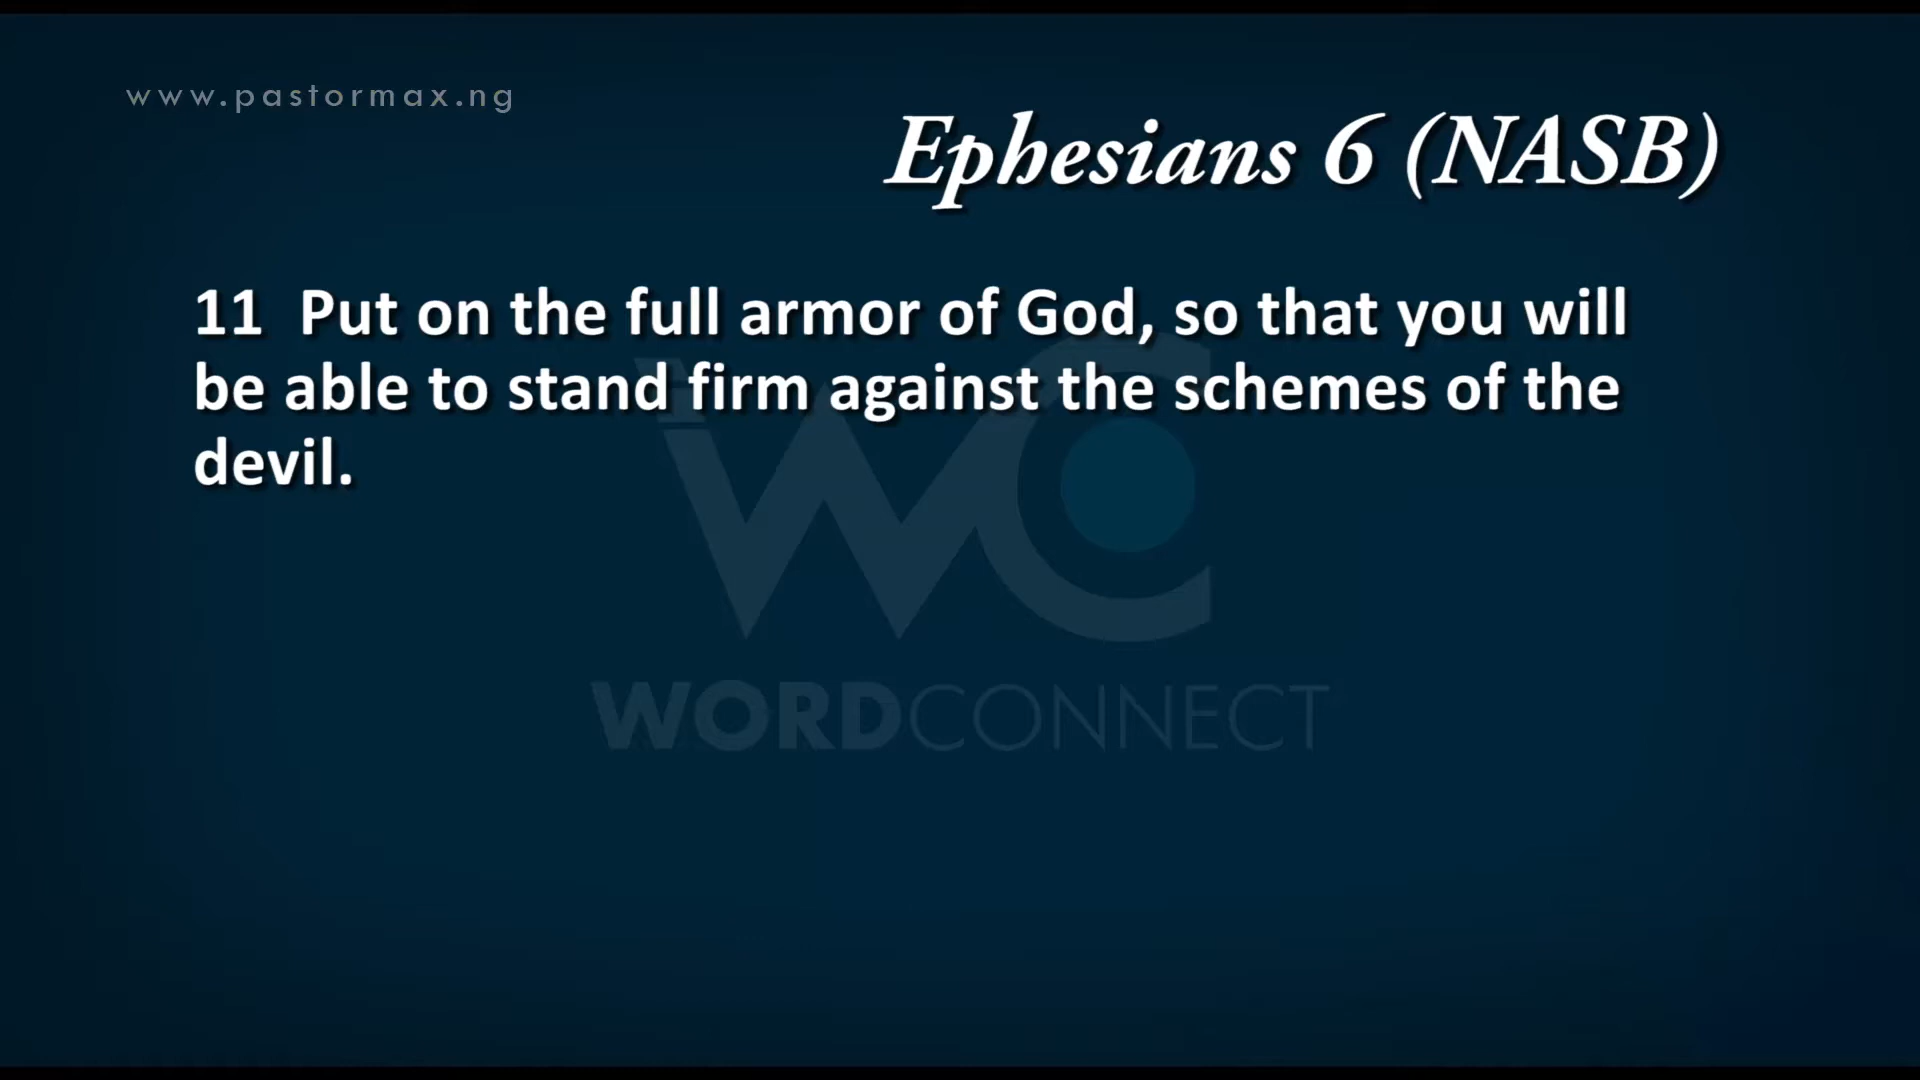 www.pastormax.ng
Ephesians 6 (NASB)
11 Put on the full armor of God, so that you will
be able to stand firm against the schemes of the
devil.
WC
WORDCONNECT